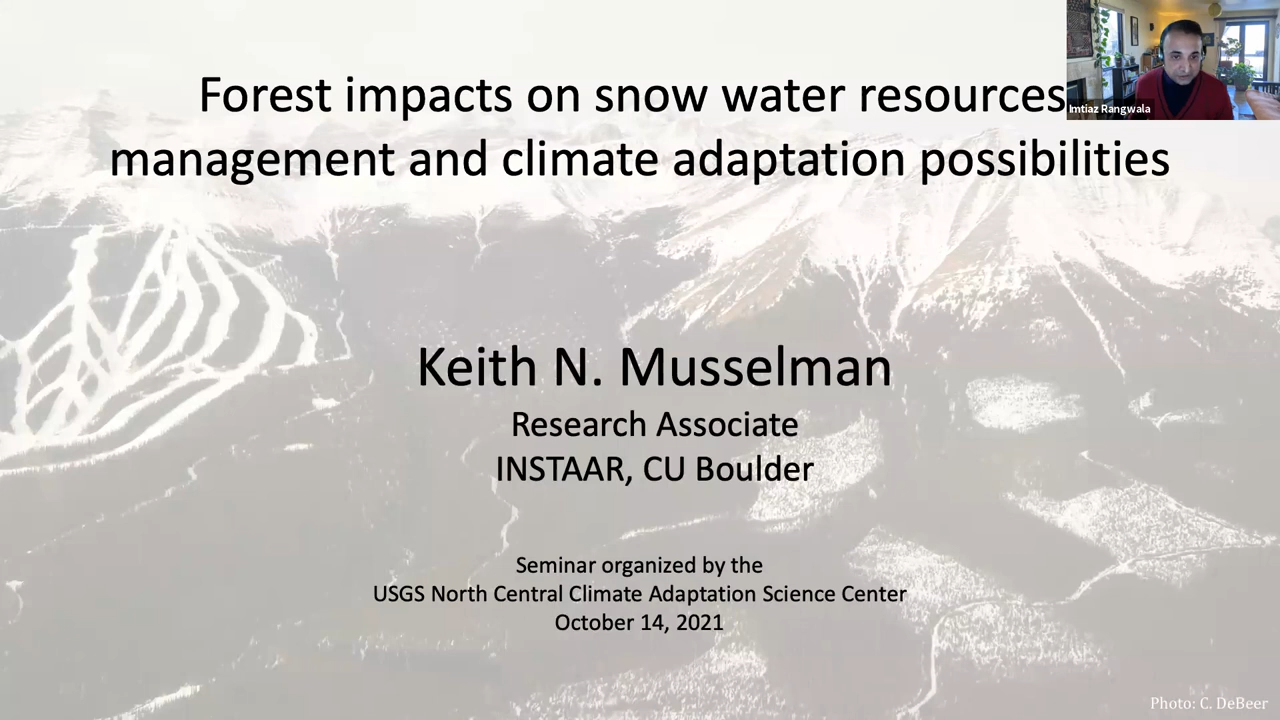 Forest impacts on snow water resources
management and climate adaptation possibilities
Imtiaz Rangwala
Keith N. Musselman
Research Associate
INSTAAR, CU Boulder
Seminar organized by the
USGS North Central Climate Adaptation Science Center
October 14, 2021
Photo: C. DeBeer